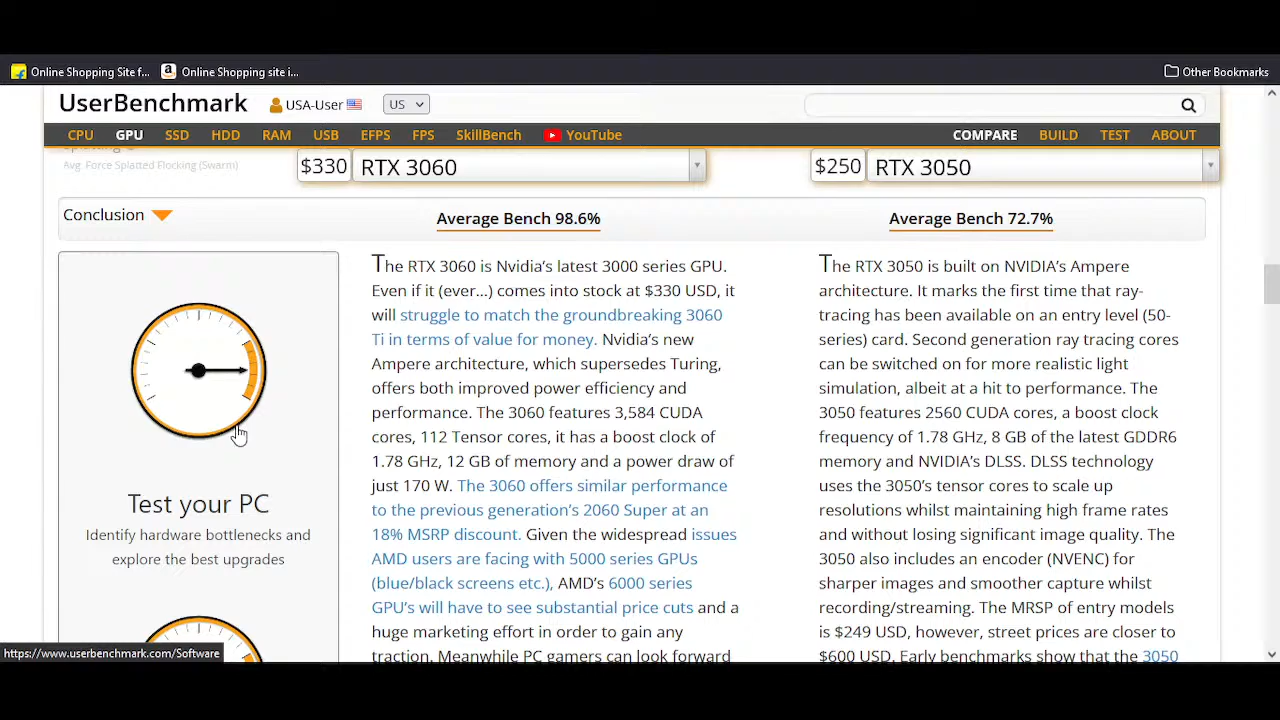 Online Shopping Site f...
Online Shopping site i...
Other Bookmarks
UserBenchmark
USA-User
US
CPU GPU SSD HDD RAM USB EFPS FPS SkillBench YouTube COMPARE BUILD TEST ABOUT
Avg. Force Splatted Flocking (Swarm)
$330 RTX 3060
$250 RTX 3050
Conclusion
Average Bench 98.6%
Average Bench 72.7%
Test your PC
Identify hardware bottlenecks and
explore the best upgrades
The RTX 3060 is Nvidia's latest 3000 series GPU.
Even if it (ever...) comes into stock at $330 USD, it
will struggle to match the groundbreaking 3060
Ti in terms of value for money. Nvidia's new
Ampere architecture, which supersedes Turing,
offers both improved power efficiency and
performance. The 3060 features 3,584 CUDA
cores, 112 Tensor cores, it has a boost clock of
1.78 GHz, 12 GB of memory and a power draw of
just 170 W. The 3060 offers similar performance
to the previous generation's 2060 Super at an
18% MSRP discount. Given the widespread issues
AMD users are facing with 5000 series GPUs
(blue/black screens etc.), AMD's 6000 series
GPU's will have to see substantial price cuts and a
huge marketing effort in order to gain any
traction. Meanwhile PC gamers can look forward
The RTX 3050 is built on NVIDIA's Ampere
architecture. It marks the first time that ray-
tracing has been available on an entry level (50-
series) card. Second generation ray tracing cores
can be switched on for more realistic light
simulation, albeit at a hit to performance. The
3050 features 2560 CUDA cores, a boost clock
frequency of 1.78 GHz, 8 GB of the latest GDDR6
memory and NVIDIA's DLSS. DLSS technology
uses the 3050's tensor cores to scale up
resolutions whilst maintaining high frame rates
and without losing significant image quality. The
3050 also includes an encoder (NVENC) for
sharper images and smoother capture whilst
recording/streaming. The MRSP of entry models
is $249 USD, however, street prices are closer to
$600 USD. Early benchmarks show that the 3050
https://www.userbenchmark.com/Software